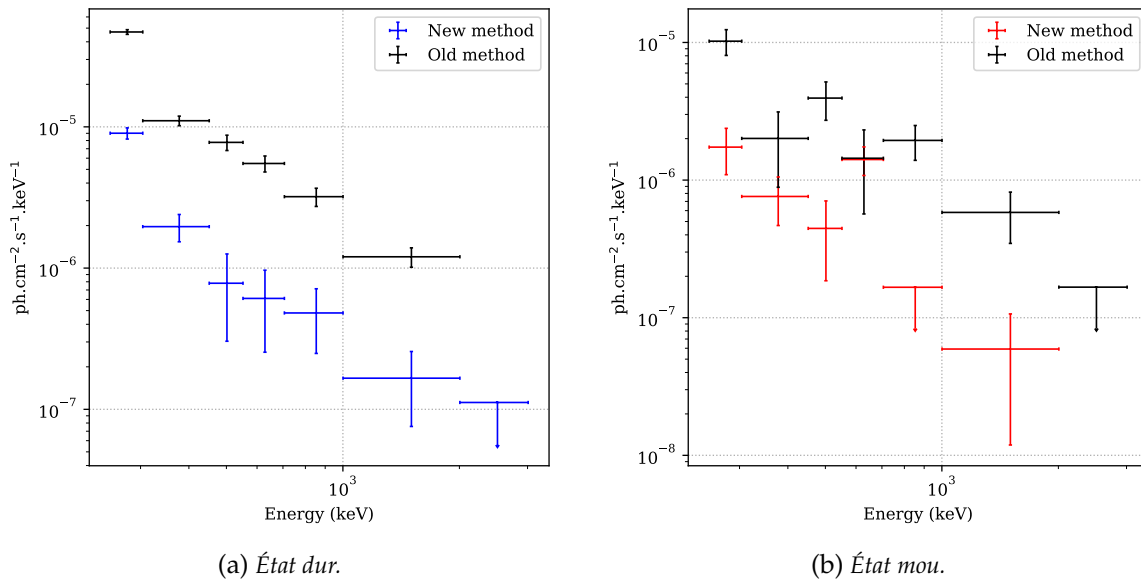 New method
Old method
10⁻⁵
10⁻⁶
10⁻⁷
ph.cm⁻².s⁻¹.keV⁻¹
10³
Energy (keV)
(a) État dur.
New method
Old method
10⁻⁵
10⁻⁶
10⁻⁷
10⁻⁸
ph.cm⁻².s⁻¹.keV⁻¹
10³
Energy (keV)
(b) État mou.